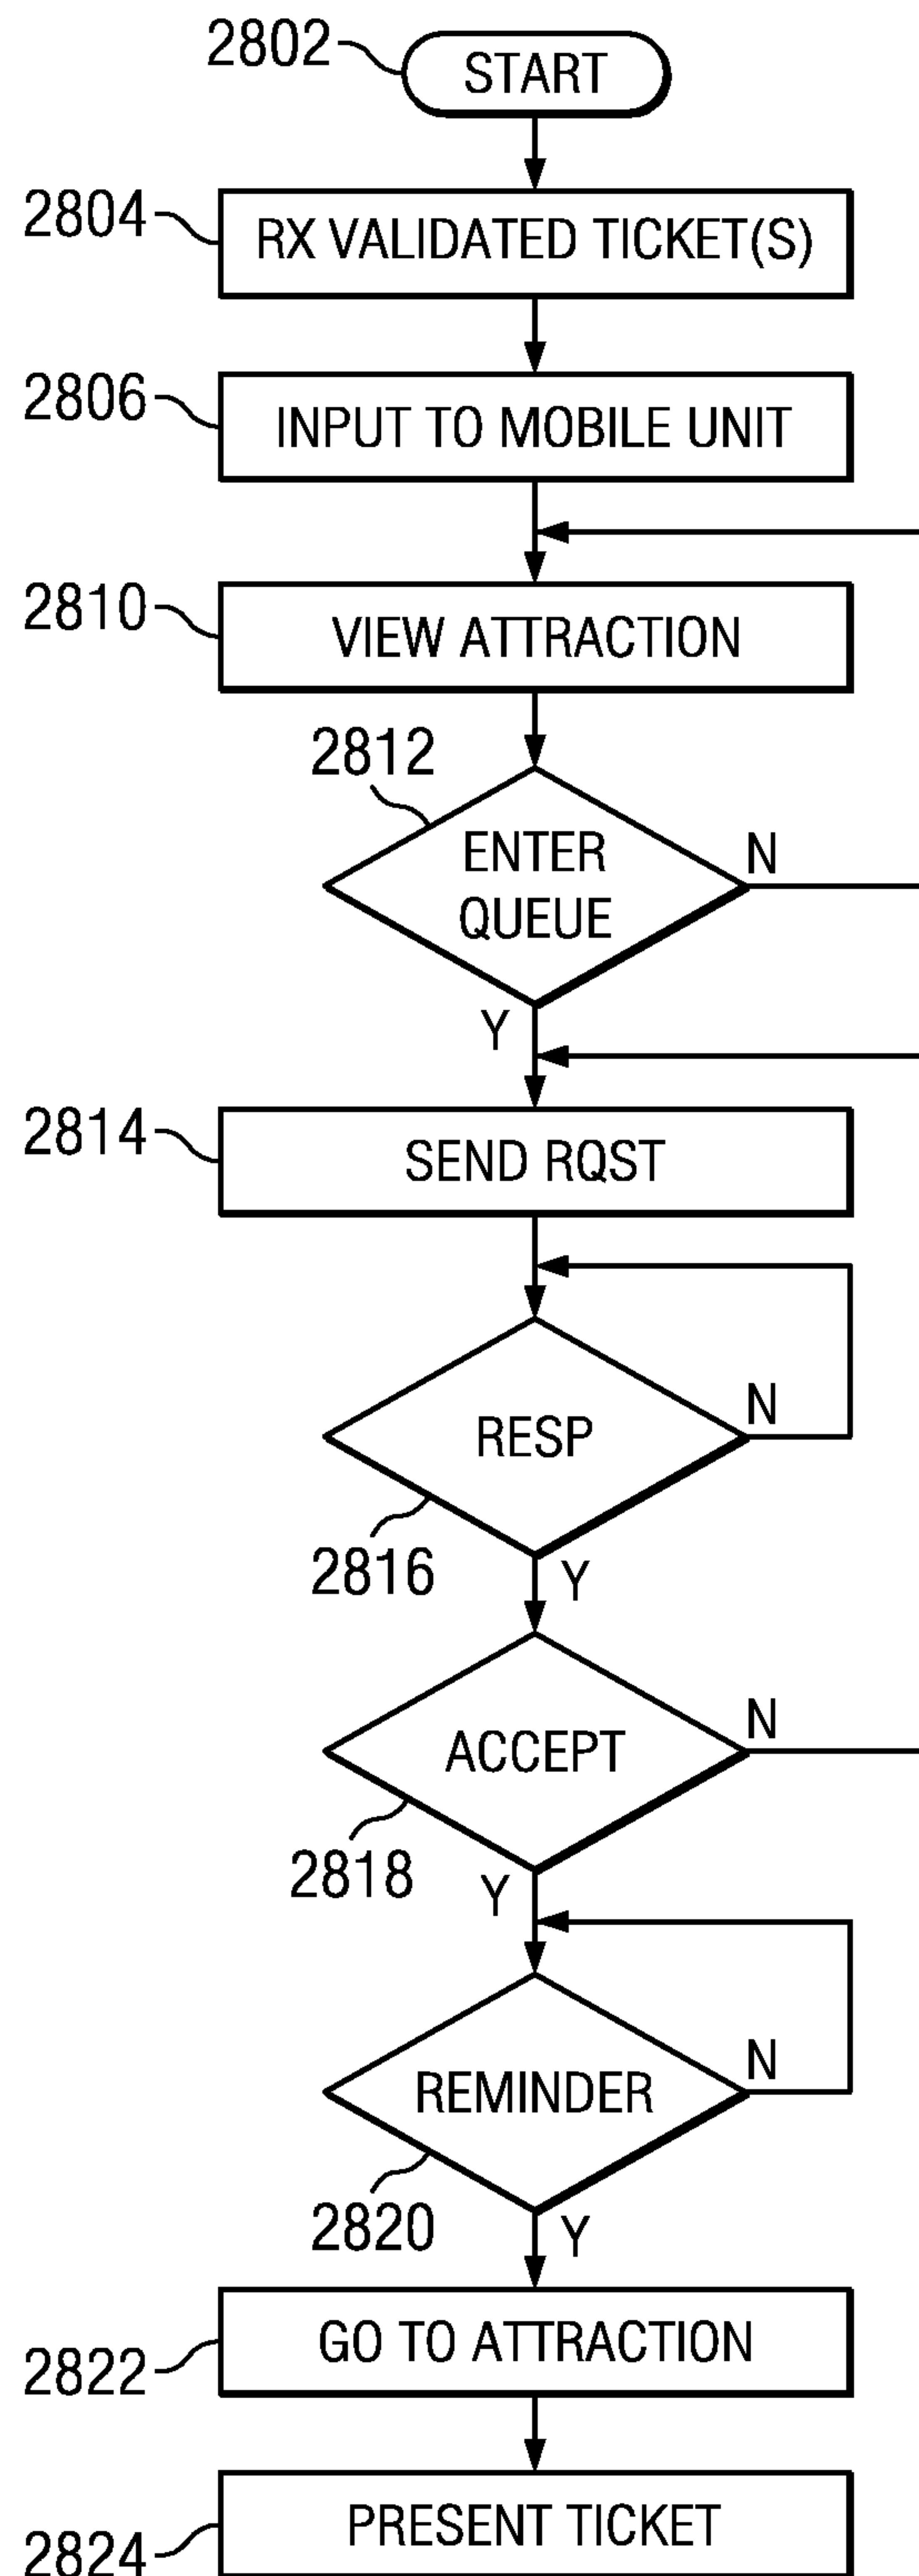 2802
START
2804
RX VALIDATED TICKET(S)
2806
INPUT TO MOBILE UNIT
2810
VIEW ATTRACTION
2812
ENTER
QUEUE
N
Y
2814
SEND RQST
RESP
N
2816
Y
ACCEPT
N
2818
Y
REMINDER
N
2820
Y
GO TO ATTRACTION
2822
PRESENT TICKET
2824